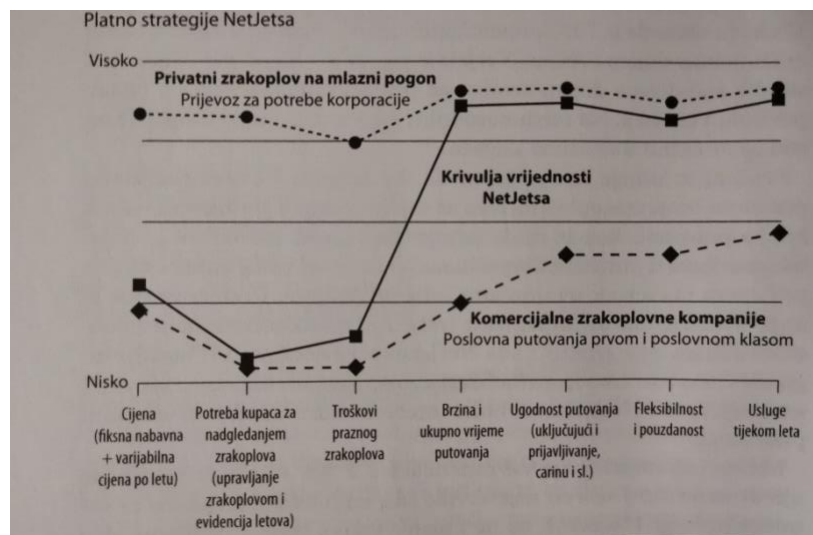 Platno strategije NetJetsa
Visoko
Privatni zrakoplov na mlazni pogon
Prijevoz za potrebe korporacije
Krivulja vrijednosti
NetJetsa
Komercijalne zrakoplovne kompanije
Poslovna putovanja prvom i poslovnom klasom
Nisko
Cijena
(fiksna nabavna
+ varijabilna
cijena po letu)
Potreba kupaca za
nadgledanjem
zrakoplova
(upravljanje
zrakoplovom i
evidencija letova)
Troškovi
praznog
zrakoplova
Brzina i
ukupno vrijeme
putovanja
Ugodnost putovanja
(uključujući i
prijavljivanje,
carinu i sl.)
Fleksibilnost
i pouzdanost
Usluge
tijekom leta